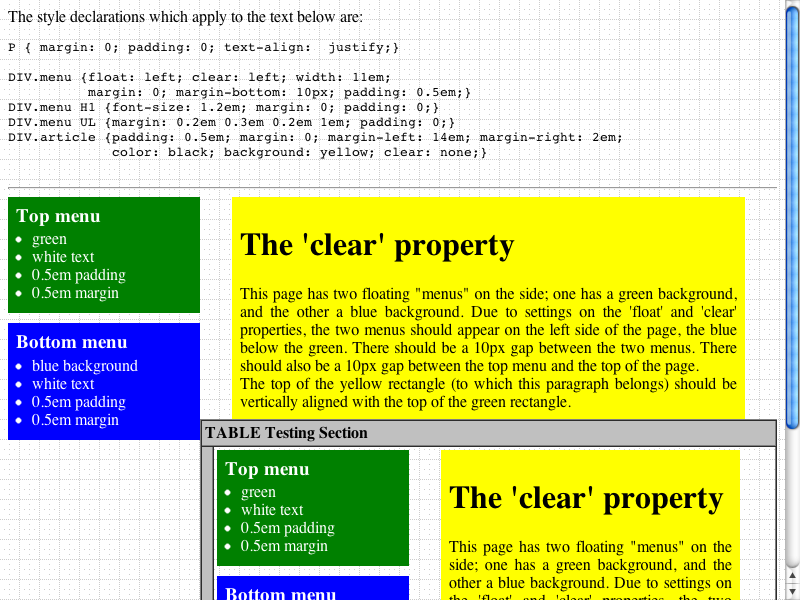 The style declarations which apply to the text below are:
P { margin: 0; padding: 0; text-align:  justify;}
DIV.menu {float: left; clear: left; width: 11em;
          margin: 0; margin-bottom: 10px; padding: 0.5em;}
DIV.menu H1 {font-size: 1.2em; margin: 0; padding: 0;}
DIV.menu UL {margin: 0.2em 0.3em 0.2em 1em; padding: 0;}
DIV.article {padding: 0.5em; margin: 0; margin-left: 14em; margin-right: 2em;
             color: black; background: yellow; clear: none;}
Top menu
green
white text
0.5em padding
0.5em margin
Bottom menu
blue background
white text
0.5em padding
0.5em margin
The 'clear' property
This page has two floating "menus" on the side; one has a green background,
and the other a blue background. Due to settings on the 'float' and 'clear'
properties, the two menus should appear on the left side of the page, the blue
below the green. There should be a 10px gap between the two menus. There
should also be a 10px gap between the top menu and the top of the page.
The top of the yellow rectangle (to which this paragraph belongs) should be
vertically aligned with the top of the green rectangle.
TABLE Testing Section
Top menu
green
white text
0.5em padding
0.5em margin
Bottom menu
The 'clear' property
This page has two floating "menus" on the
side; one has a green background, and the
other a blue background. Due to settings on
the 'float' and 'clear' properties, the two